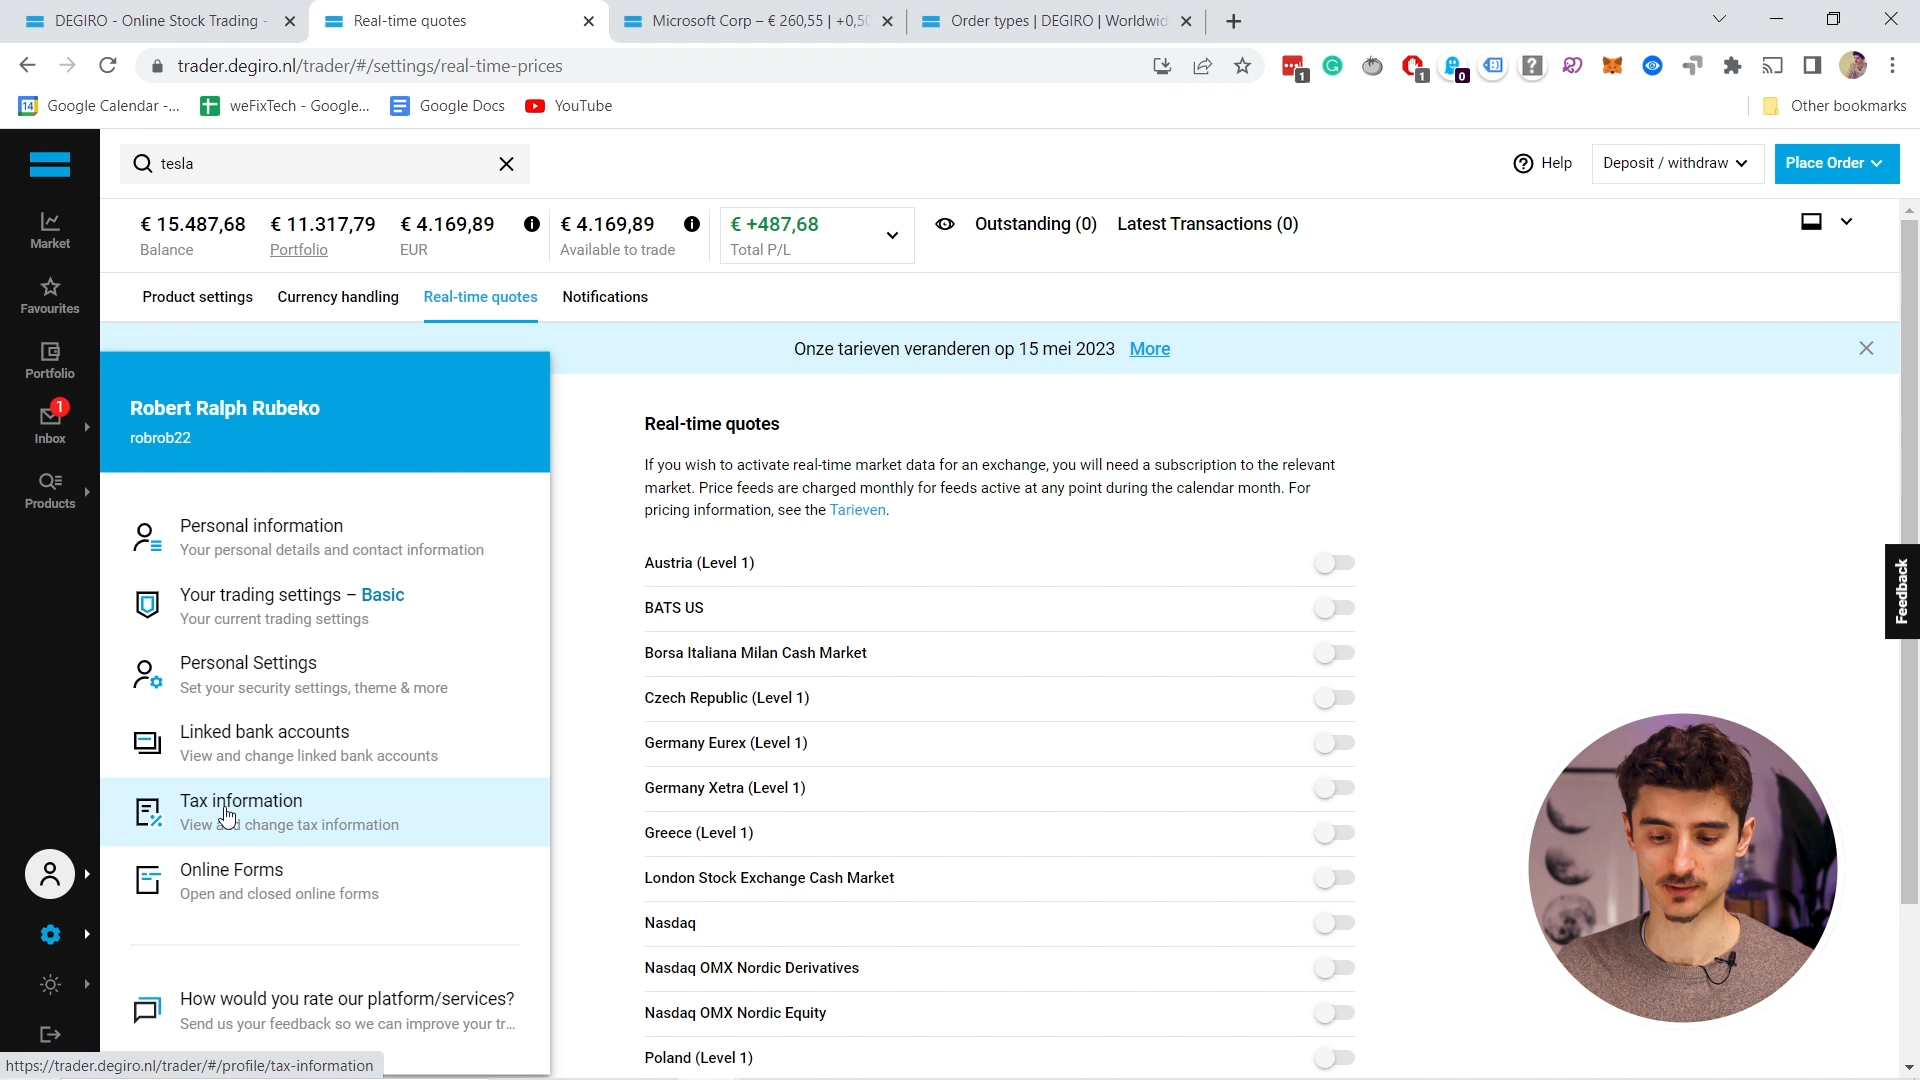 DEGIRO - Online Stock Trading -
Real-time quotes
Microsoft Corp – € 260,55 | +0,50
Order types | DEGIRO | Worldwid
trader.degiro.nl/trader/#/settings/real-time-prices
1
1
0
14
Google Calendar -...
weFixTech - Google...
Google Docs
YouTube
Other bookmarks
tesla
Help
Deposit / withdraw
Place Order
€ 15.487,68
€ 11.317,79
€ 4.169,89
€ 4.169,89
€ +487,68
Outstanding (0)
Latest Transactions (0)
Balance
Portfolio
EUR
Available to trade
Total P/L
Market
Favourites
Portfolio
1
Inbox
Products
Product settings
Currency handling
Real-time quotes
Notifications
Onze tarieven veranderen op 15 mei 2023 More
Robert Ralph Rubeko
robrob22
Personal information
Your personal details and contact information
Your trading settings – Basic
Your current trading settings
Personal Settings
Set your security settings, theme & more
Linked bank accounts
View and change linked bank accounts
Tax information
View and change tax information
Online Forms
Open and closed online forms
How would you rate our platform/services?
Send us your feedback so we can improve your tr...
Real-time quotes
If you wish to activate real-time market data for an exchange, you will need a subscription to the relevant
market. Price feeds are charged monthly for feeds active at any point during the calendar month. For
pricing information, see the Tarieven.
Austria (Level 1)
BATS US
Borsa Italiana Milan Cash Market
Czech Republic (Level 1)
Germany Eurex (Level 1)
Germany Xetra (Level 1)
Greece (Level 1)
London Stock Exchange Cash Market
Nasdaq
Nasdaq OMX Nordic Derivatives
Nasdaq OMX Nordic Equity
Poland (Level 1)
Feedback
https://trader.degiro.nl/trader/#/profile/tax-information